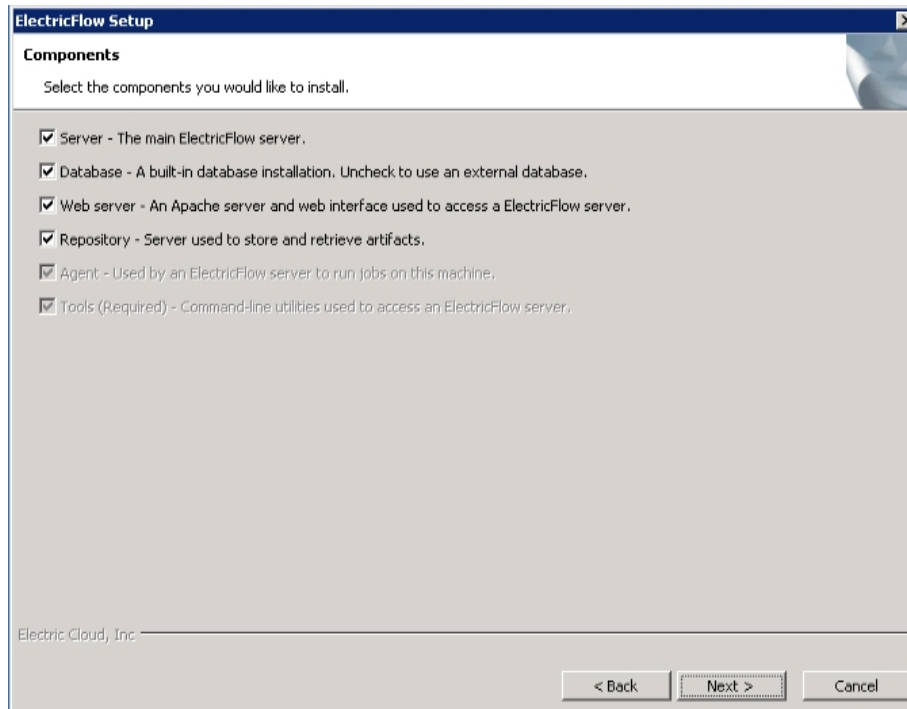 ElectricFlow Setup
Components
Select the components you would like to install.
Server - The main ElectricFlow server.
Database - A built-in database installation. Uncheck to use an external database.
Web server - An Apache server and web interface used to access a ElectricFlow server.
Repository - Server used to store and retrieve artifacts.
Agent - Used by an ElectricFlow server to run jobs on this machine.
Tools (Required) - Command-line utilities used to access an ElectricFlow server.
Electric Cloud, Inc
< Back Next > Cancel